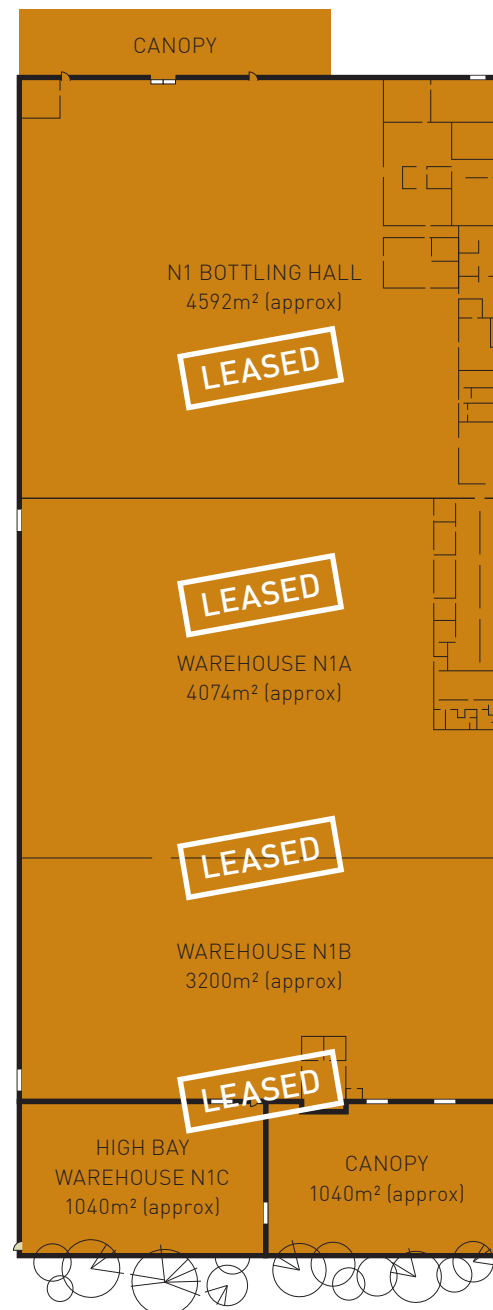 CANOPY
N1 BOTTLING HALL
4592m² (approx)
LEASED
LEASED
WAREHOUSE N1A
4074m² (approx)
LEASED
WAREHOUSE N1B
3200m² (approx)
LEASED
HIGH BAY
WAREHOUSE N1C
1040m² (approx)
CANOPY
1040m² (approx)